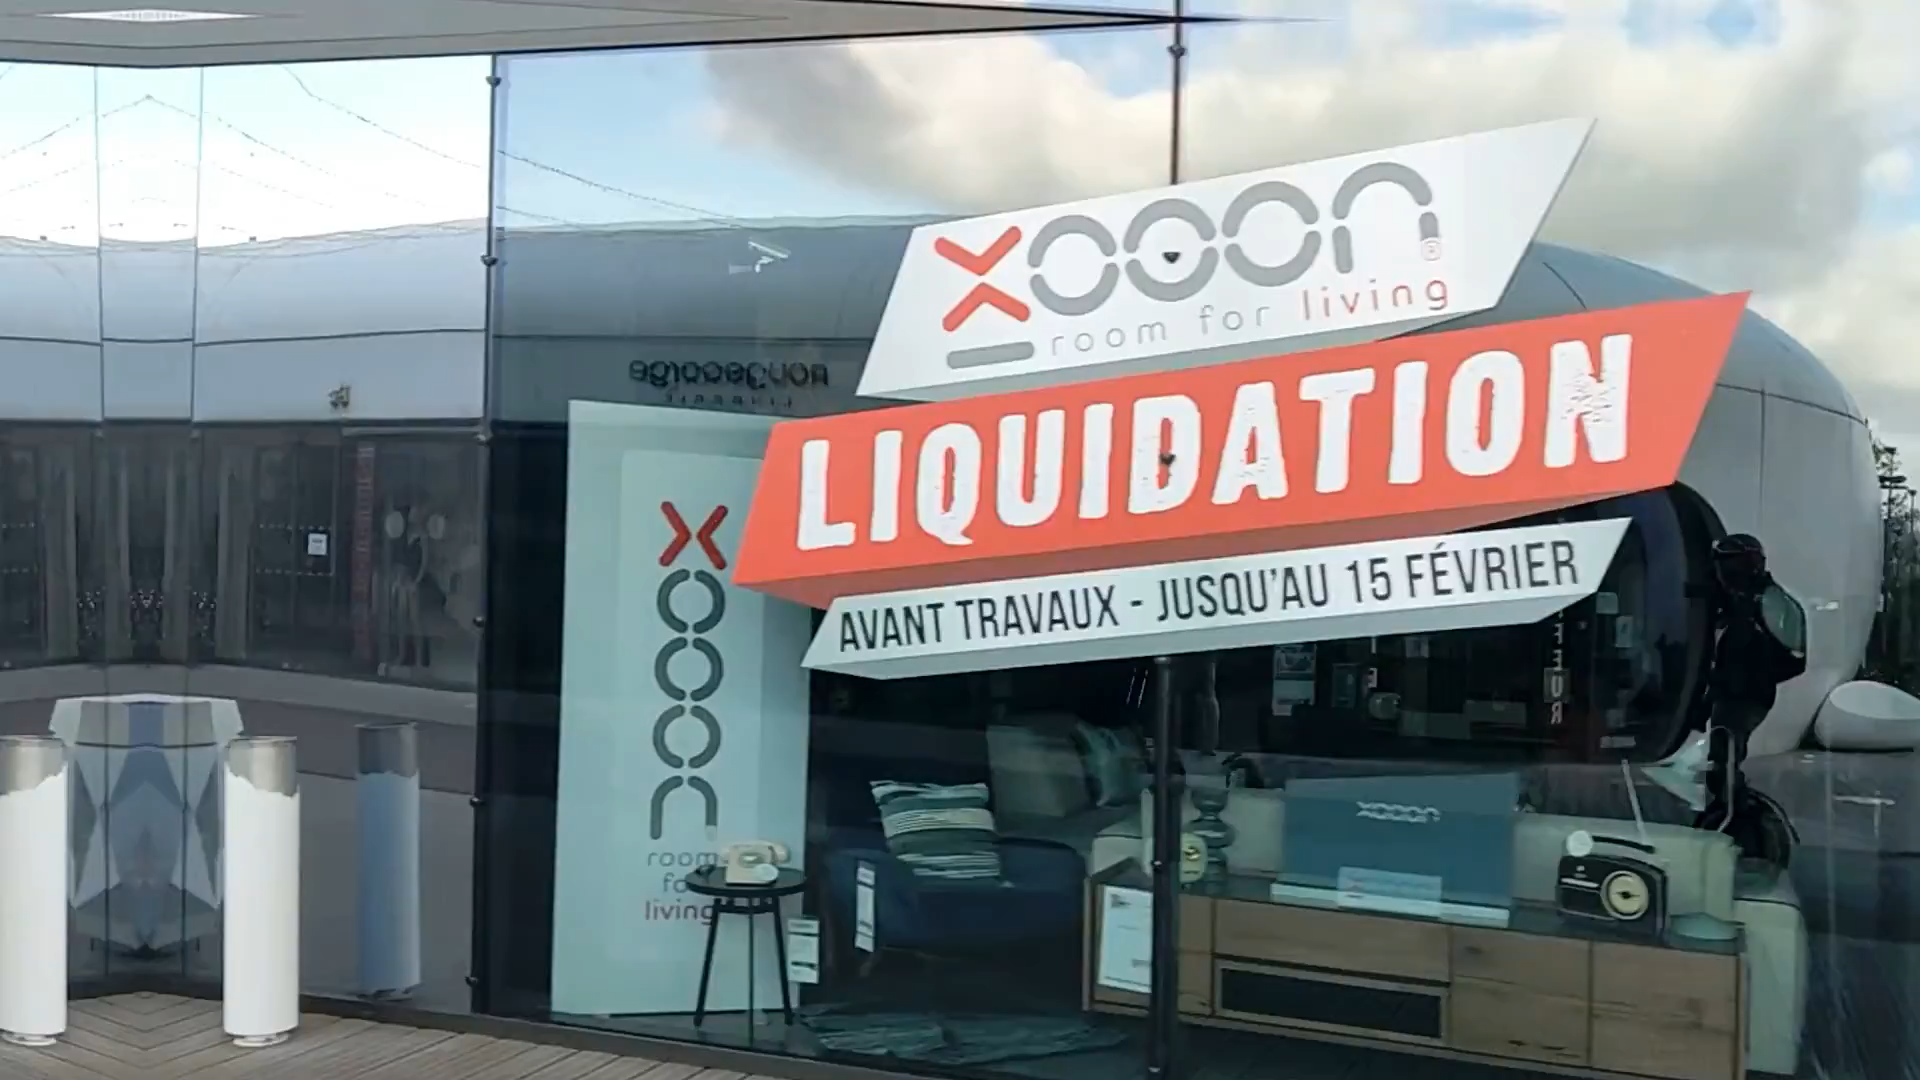 xooon
room for living
LIQUIDATION
AVANT TRAVAUX - JUSQU'AU 15 FÉVRIER
xooon
room
for
living
xooon